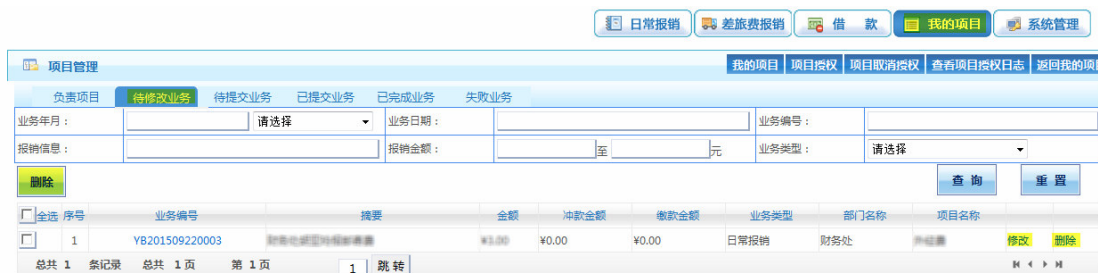 日常报销 差旅费报销 借 款 我的项目 系统管理
项目管理 我的项目 项目授权 项目取消授权 查看项目授权日志 返回我的项
负责项目 待修改业务 待提交业务 已提交业务 已完成业务 失败业务
业务年月： 请选择 业务日期： 业务编号：
报销信息： 报销金额： 至 元 业务类型： 请选择
删除 查 询 重 置
全选 序号 业务编号 摘要 金额 冲款金额 缴款金额 业务类型 部门名称 项目名称
1 YB201509220003 ¥0.00 ¥0.00 日常报销 财务处 修改 删除
总共 1 条记录 总共 1 页 第 1 页 1 跳 转